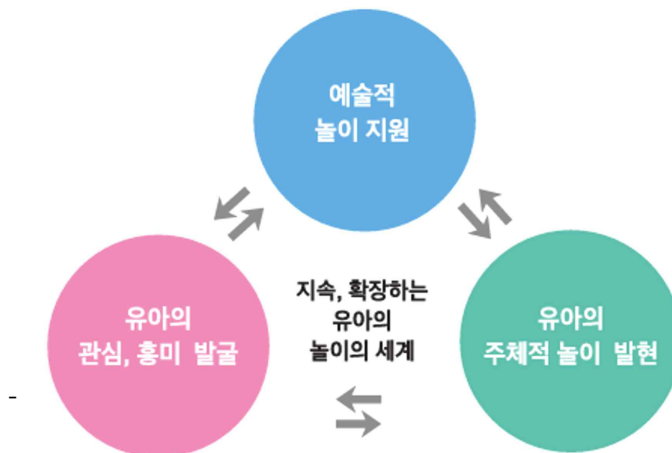 예술적
놀이 지원
지속, 확장하는
유아의
놀이의 세계
유아의
관심, 흥미 발굴
유아의
주체적 놀이 발현
-